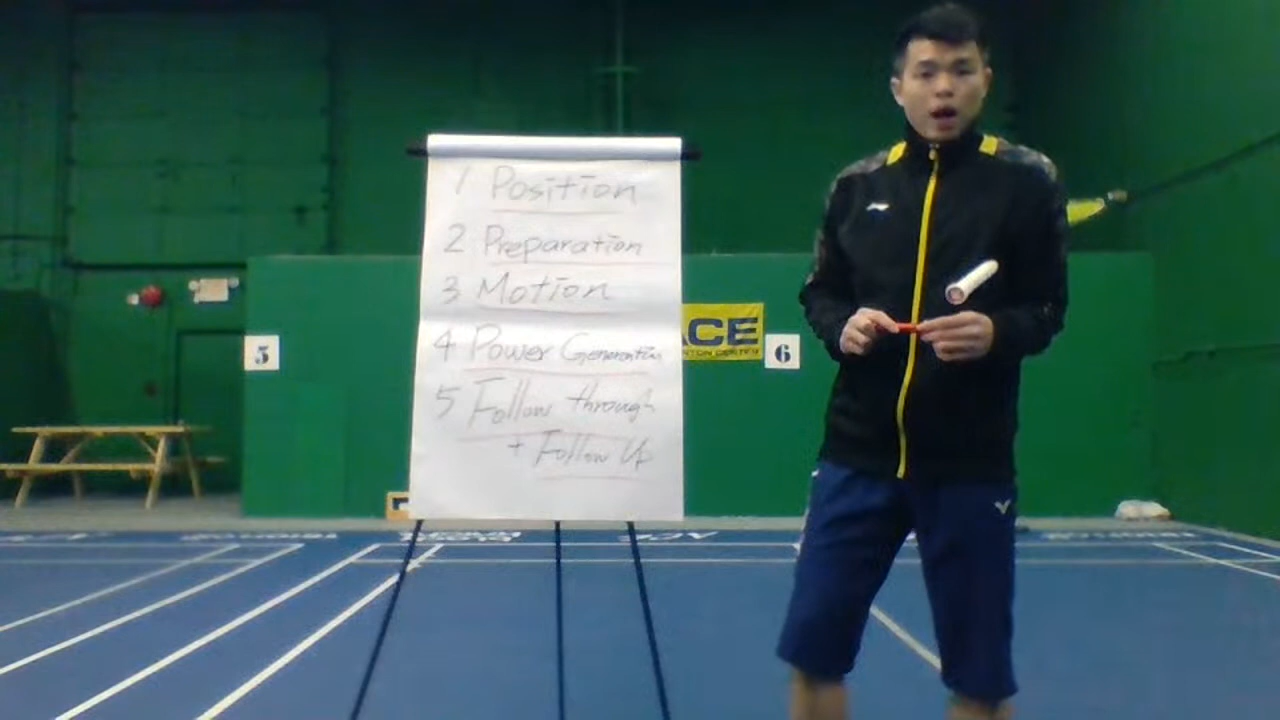 1 Position
2 Preparation
3 Motion
4 Power Generation
5 Follow through
+ Follow Up
5
ACE
6